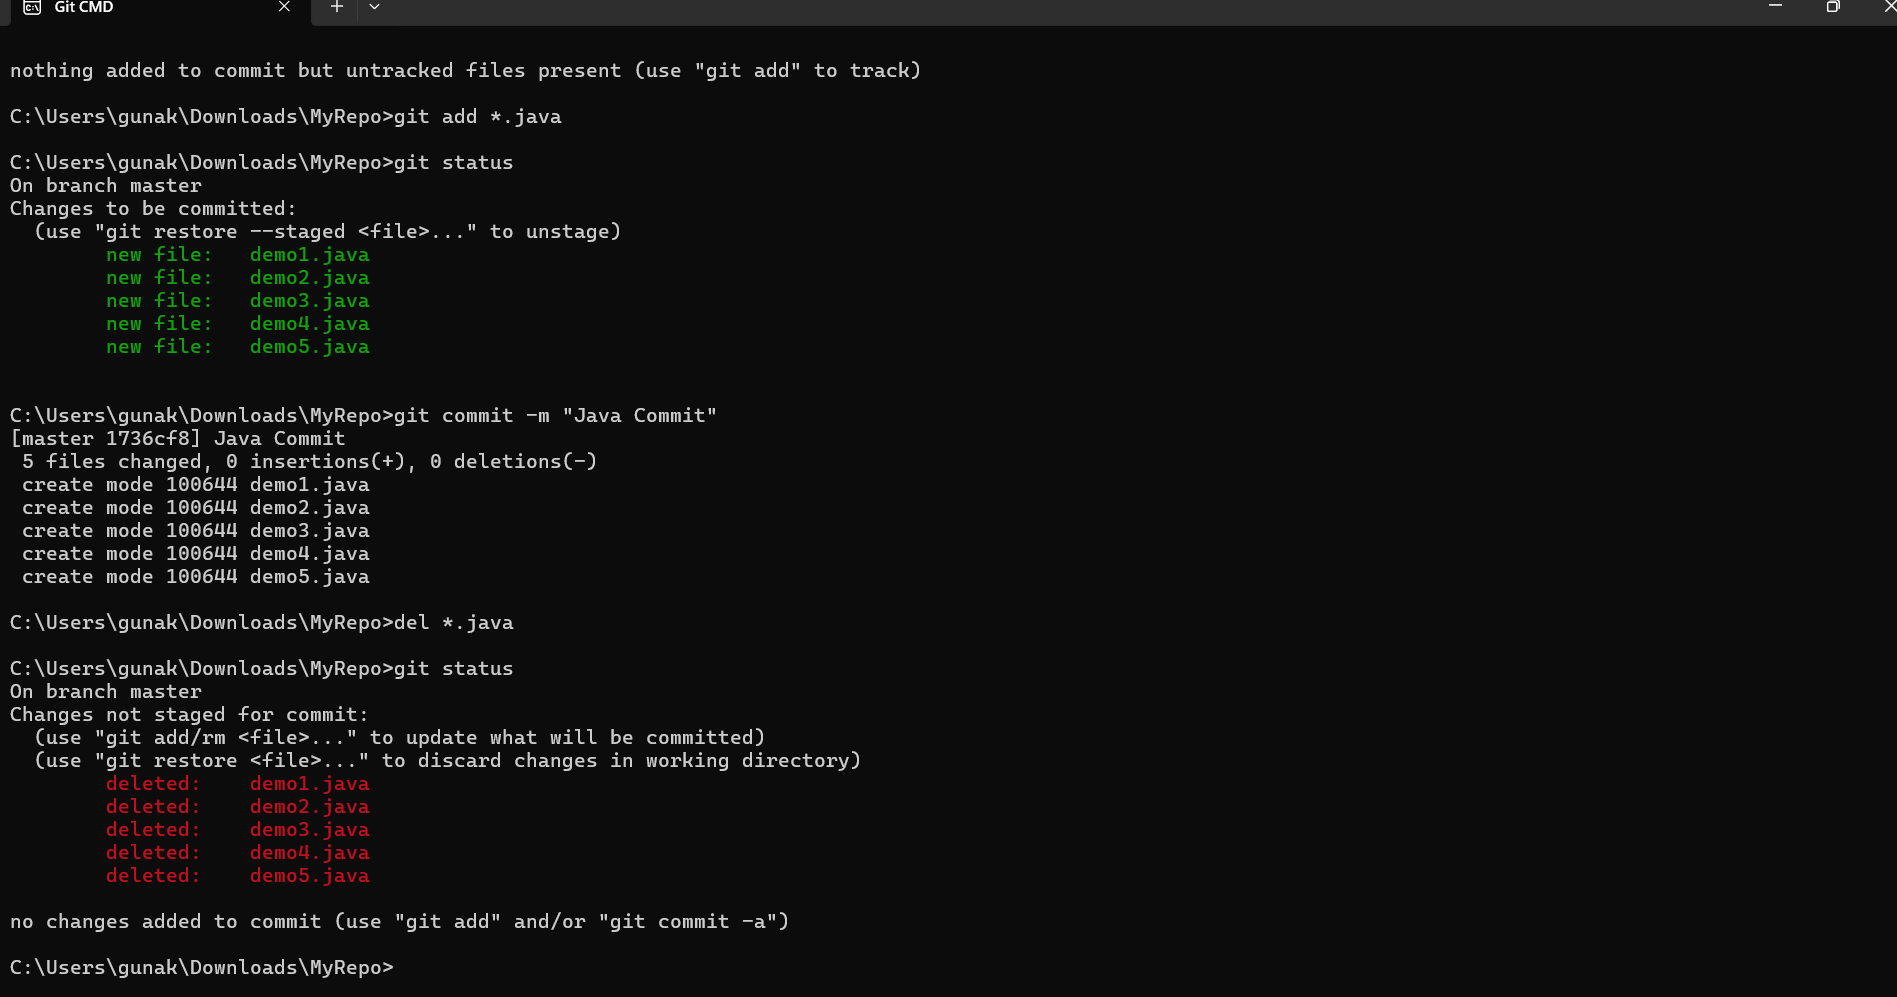 Git CMD
nothing added to commit but untracked files present (use "git add" to track)
C:\Users\gunak\Downloads\MyRepo>git add *.java
C:\Users\gunak\Downloads\MyRepo>git status
On branch master
Changes to be committed:
  (use "git restore --staged <file>..." to unstage)
        new file:   demo1.java
        new file:   demo2.java
        new file:   demo3.java
        new file:   demo4.java
        new file:   demo5.java
C:\Users\gunak\Downloads\MyRepo>git commit -m "Java Commit"
[master 1736cf8] Java Commit
 5 files changed, 0 insertions(+), 0 deletions(-)
 create mode 100644 demo1.java
 create mode 100644 demo2.java
 create mode 100644 demo3.java
 create mode 100644 demo4.java
 create mode 100644 demo5.java
C:\Users\gunak\Downloads\MyRepo>del *.java
C:\Users\gunak\Downloads\MyRepo>git status
On branch master
Changes not staged for commit:
  (use "git add/rm <file>..." to update what will be committed)
  (use "git restore <file>..." to discard changes in working directory)
        deleted:    demo1.java
        deleted:    demo2.java
        deleted:    demo3.java
        deleted:    demo4.java
        deleted:    demo5.java
no changes added to commit (use "git add" and/or "git commit -a")
C:\Users\gunak\Downloads\MyRepo>